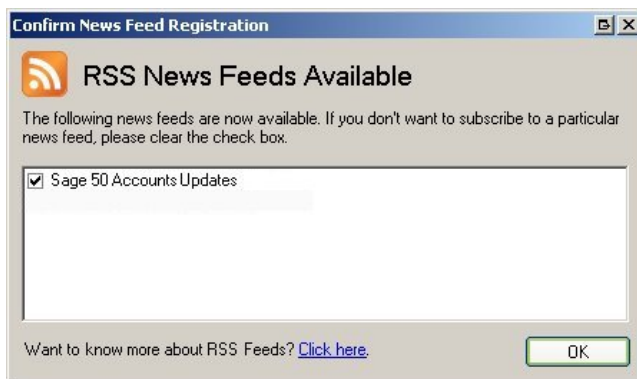 Confirm News Feed Registration
RSS News Feeds Available
The following news feeds are now available. If you don't want to subscribe to a particular
news feed, please clear the check box.
Sage 50 Accounts Updates
Want to know more about RSS Feeds? Click here.
OK